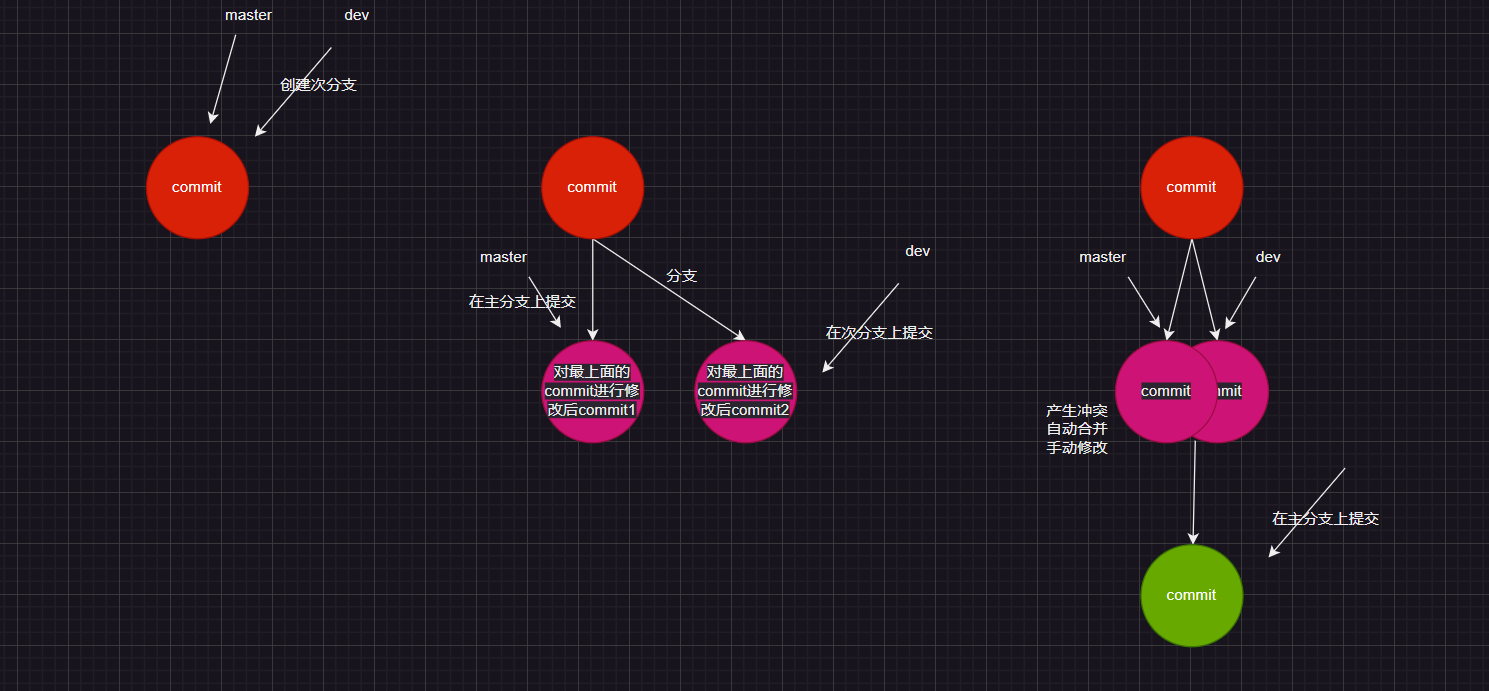 master
dev
创建次分支
commit
commit
master
分支
dev
在主分支上提交
在次分支上提交
对最上面的
commit进行修
改后commit1
对最上面的
commit进行修
改后commit2
commit
master
dev
commit
mit
产生冲突
自动合并
手动修改
在主分支上提交
commit